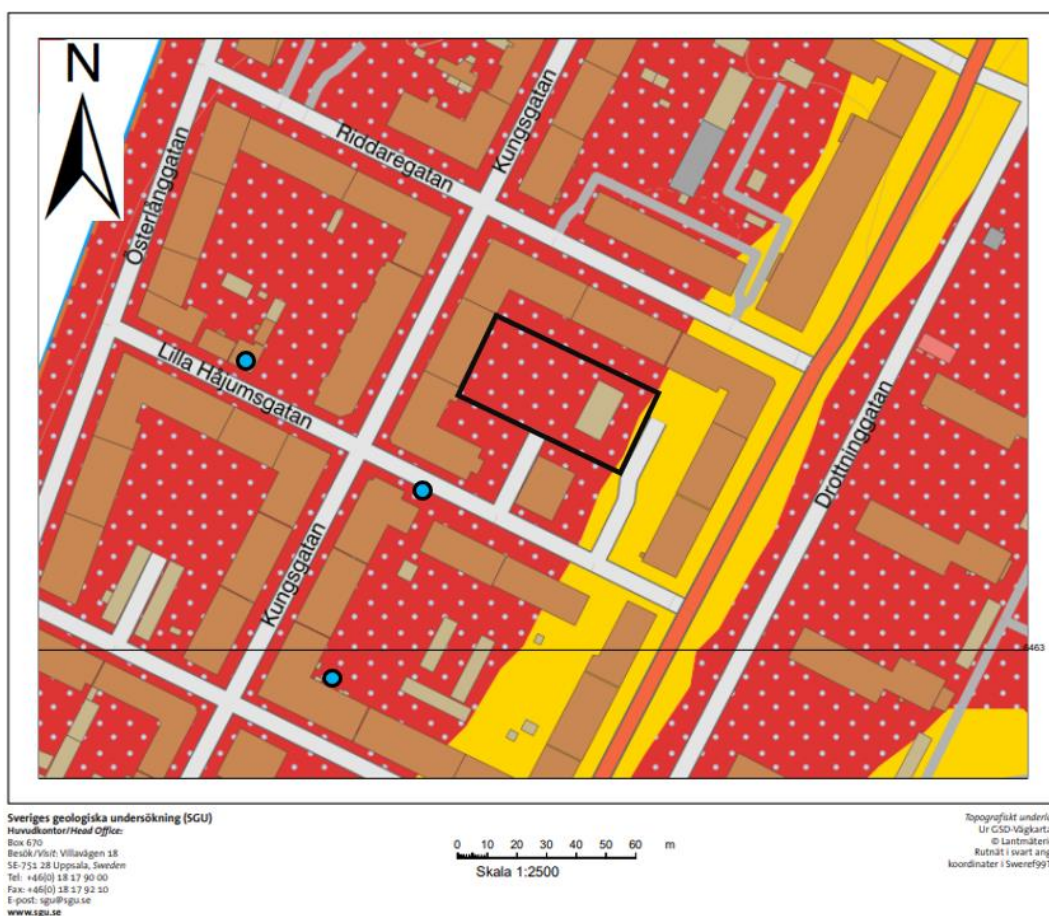 N
Östertånggatan
Riddaregatan
Kungsgatan
Lilla Håjumsgatan
Kungsgatan
Drottninggatan
6463
Sveriges geologiska undersökning (SGU)
Huvudkontor/Head Office:
Box 670
Besök/Visit: Villavägen 18
SE-751 28 Uppsala, Sweden
Tel: +46(0) 18 17 90 00
Fax: +46(0) 18 17 92 10
E-post: sgu@sgu.se
www.sgu.se
0 10 20 30 40 50 60 m
Skala 1:2500
Topografiskt underla
Ur GSD-Vägkarta
© Lantmäteri
Rutnät i svart ang
koordinater i Sweref99T